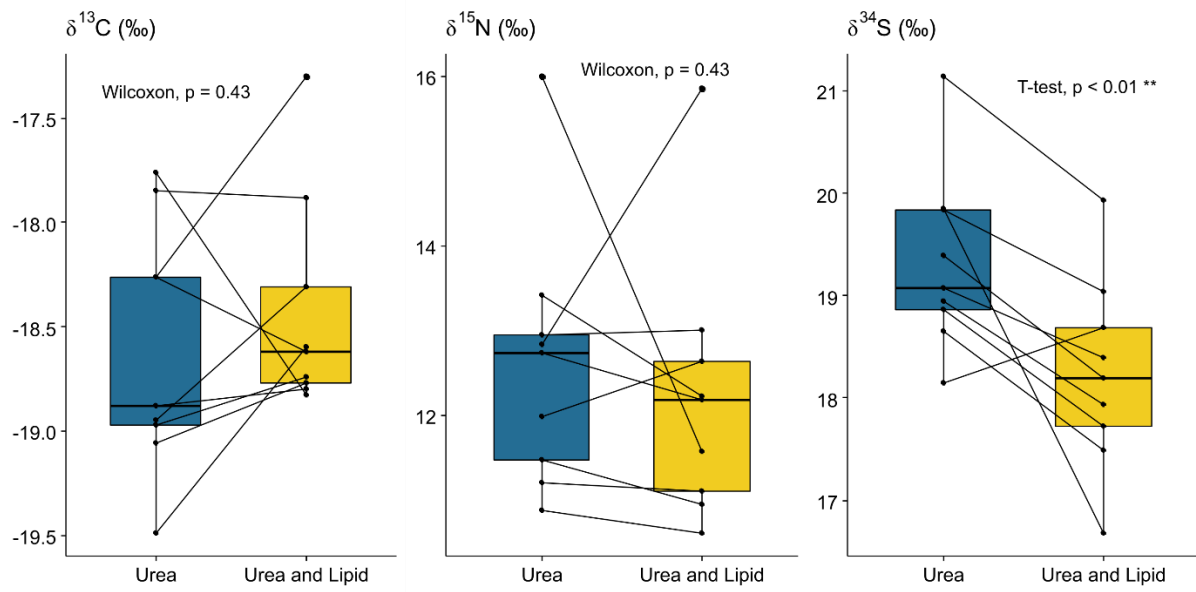 δ¹³C (‰)
Wilcoxon, p = 0.43
-17.5
-18.0
-18.5
-19.0
-19.5
Urea
Urea and Lipid
δ¹⁵N (‰)
Wilcoxon, p = 0.43
16
14
12
Urea
Urea and Lipid
δ³⁴S (‰)
T-test, p < 0.01 **
21
20
19
18
17
Urea
Urea and Lipid